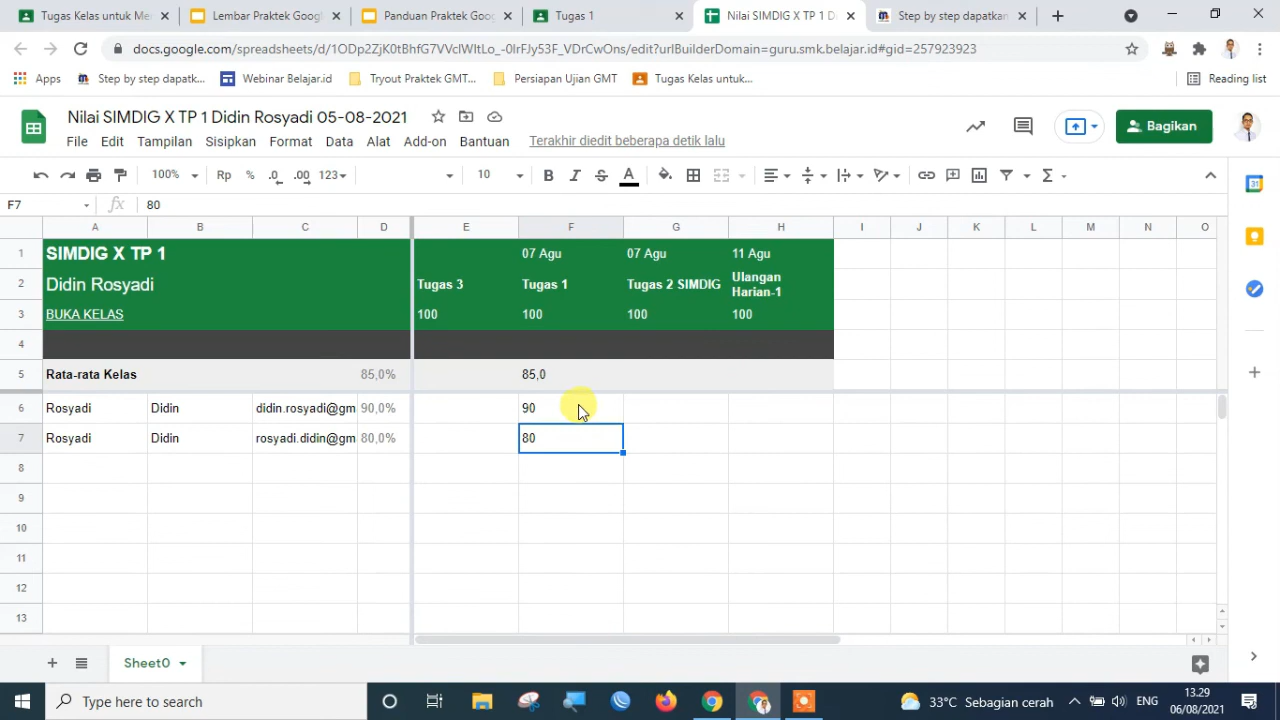 Tugas Kelas untuk Me
Lembar Praktek Goog
Panduan Praktek Goo
Tugas 1
Nilai SIMDIG X TP 1 D
Step by step dapatkan
docs.google.com/spreadsheets/d/1ODp2ZjK0tBhfG7VVclWtLo_-0lrFJy53F_VDrCwOns/edit?urlBuilderDomain=guru.smk.belajar.id#gid=257923923
Apps
Step by step dapatk...
Webinar Belajar.id
Tryout Praktek GMT...
Persiapan Ujian GMT
Tugas Kelas untuk...
Reading list
Nilai SIMDIG X TP 1 Didin Rosyadi 05-08-2021
File Edit Tampilan Sisipkan Format Data Alat Add-on Bantuan Terakhir diedit beberapa detik lalu
Bagikan
100% Rp % .0 .00 123 10 B I S A
F7 fx 80
A B C D E F G H I J K L M N O
1 SIMDIG X TP 1 07 Agu 07 Agu 11 Agu
2 Didin Rosyadi Tugas 3 Tugas 1 Tugas 2 SIMDIG Ulangan Harian-1
3 BUKA KELAS 100 100 100 100
4
5 Rata-rata Kelas 85,0% 85,0
6 Rosyadi Didin didin.rosyadi@gm 90,0% 90
7 Rosyadi Didin rosyadi.didin@gm 80,0% 80
8
9
10
11
12
13
Sheet0
Type here to search
33°C Sebagian cerah
ENG
13.29
06/08/2021
31